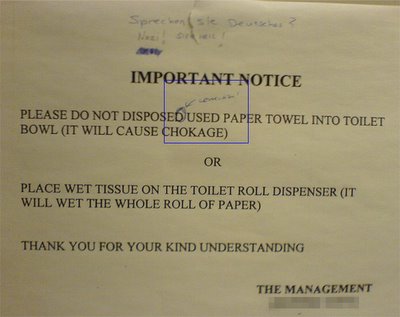 Sprechen Sie Deutsches?
IMPORTANT NOTICE
PLEASE DO NOT DISPOSED USED PAPER TOWEL INTO TOILET
BOWL (IT WILL CAUSE CHOKAGE)
OR
PLACE WET TISSUE ON THE TOILET ROLL DISPENSER (IT
WILL WET THE WHOLE ROLL OF PAPER)
THANK YOU FOR YOUR KIND UNDERSTANDING
THE MANAGEMENT